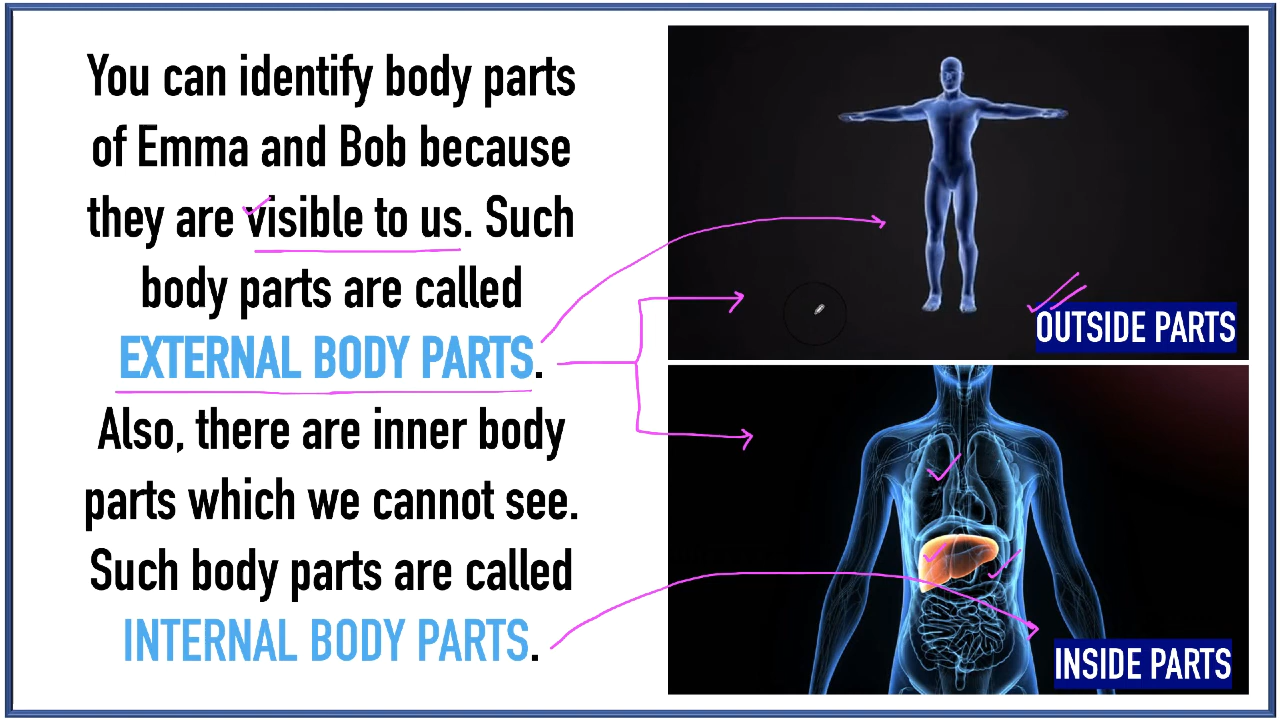 You can identify body parts
of Emma and Bob because
they are visible to us. Such
body parts are called
EXTERNAL BODY PARTS.
Also, there are inner body
parts which we cannot see.
Such body parts are called
INTERNAL BODY PARTS.
OUTSIDE PARTS
INSIDE PARTS